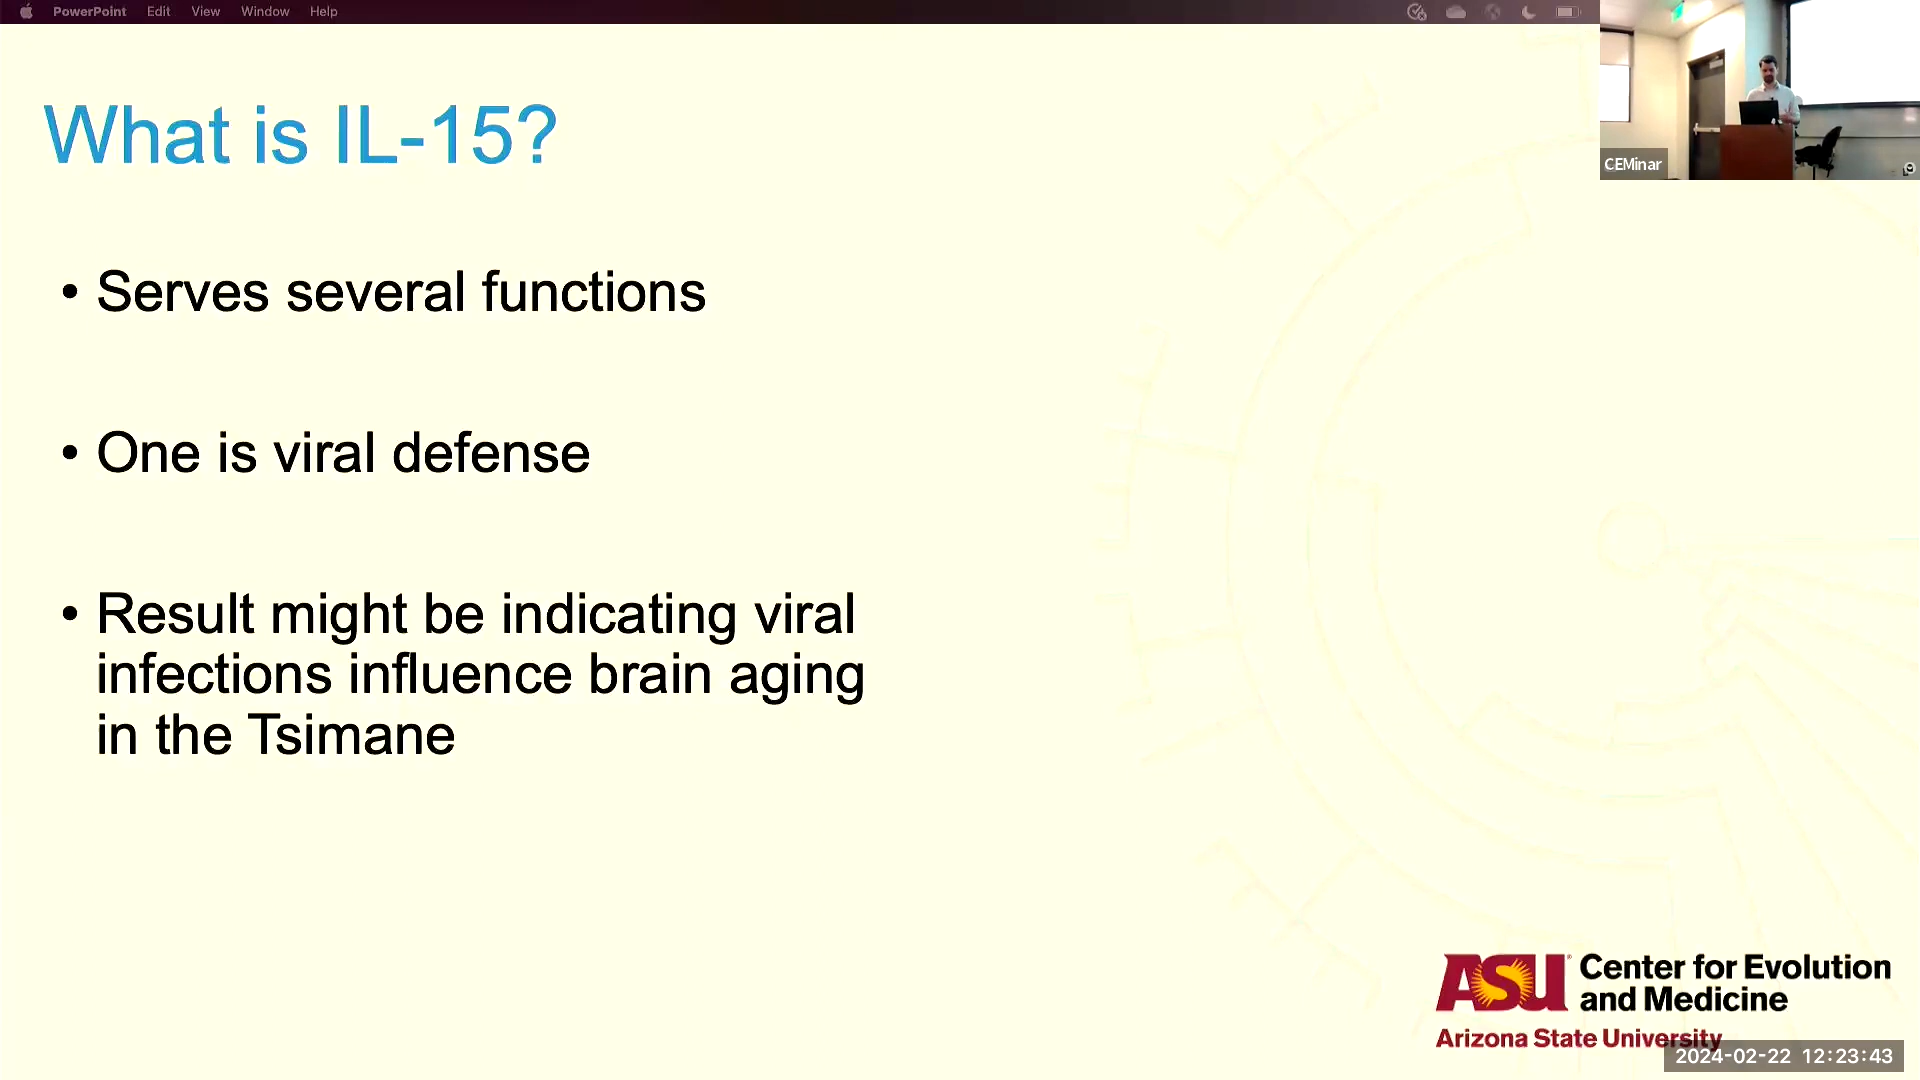 PowerPoint Edit View Window Help
What is IL-15?
• Serves several functions
• One is viral defense
• Result might be indicating viral
infections influence brain aging
in the Tsimane
CEMinar
ASU Center for Evolution
and Medicine
Arizona State University
2024-02-22 12:23:43